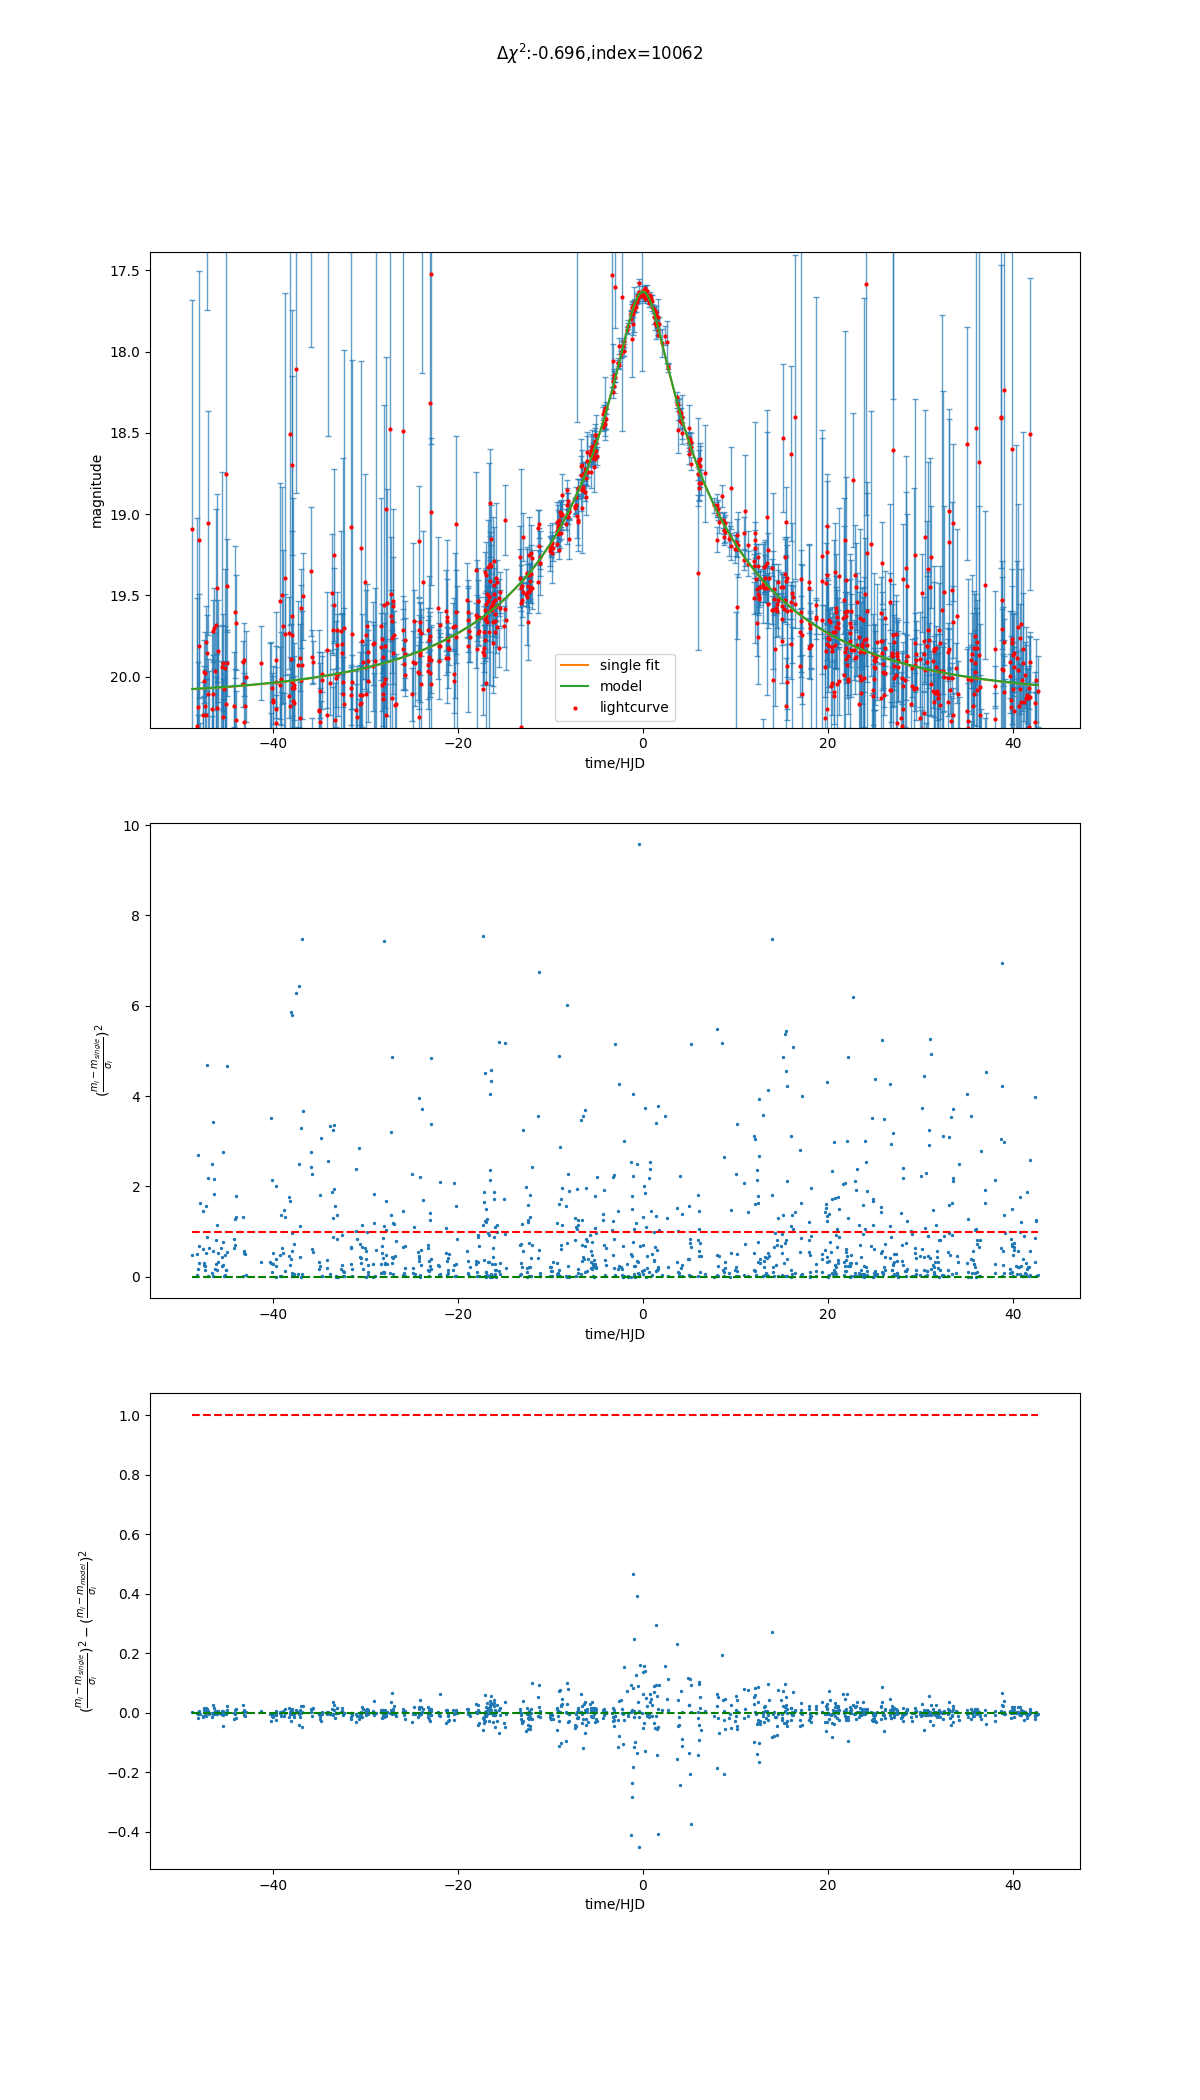 Δχ²:-0.696,index=10062
17.5
18.0
18.5
19.0
19.5
20.0
magnitude
single fit
model
lightcurve
−40 −20 0 20 40
time/HJD
10
8
6
4
2
0
(\frac{m_i − m_{single}}{σ_i})²
−40 −20 0 20 40
time/HJD
1.0
0.8
0.6
0.4
0.2
0.0
−0.2
−0.4
(\frac{m_i − m_{single}}{σ_i})² − (\frac{m_i − m_{model}}{σ_i})²
−40 −20 0 20 40
time/HJD